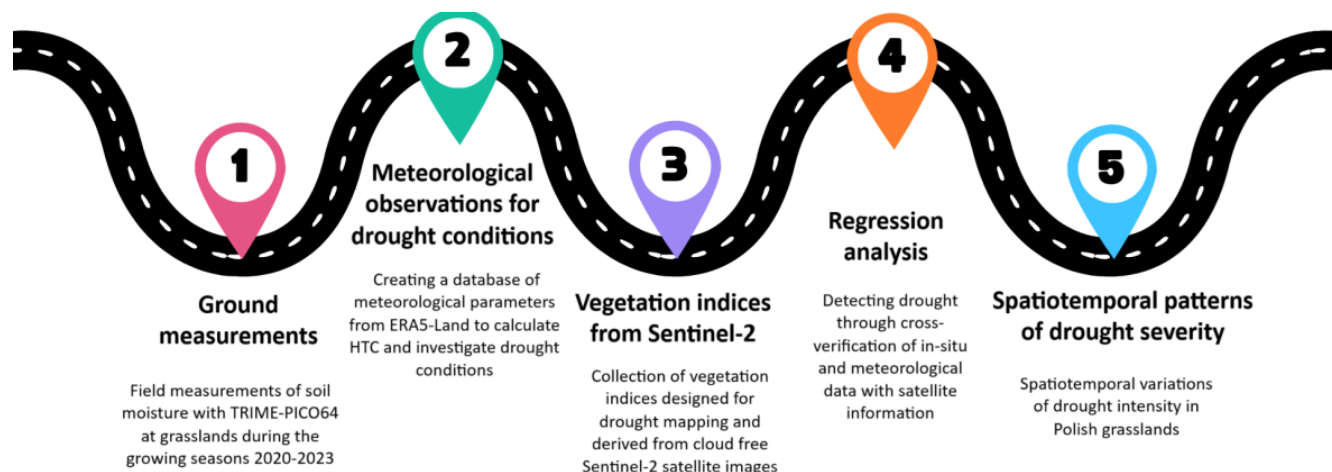 1
Ground
measurements
Field measurements of soil
moisture with TRIME-PICO64
at grasslands during the
growing seasons 2020-2023
2
Meteorological
observations for
drought conditions
Creating a database of
meteorological parameters
from ERA5-Land to calculate
HTC and investigate drought
conditions
3
Vegetation indices
from Sentinel-2
Collection of vegetation
indices designed for
drought mapping and
derived from cloud free
Sentinel-2 satellite images
4
Regression
analysis
Detecting drought
through cross-
verification of in-situ
and meteorological
data with satellite
information
5
Spatiotemporal patterns
of drought severity
Spatiotemporal variations
of drought intensity in
Polish grasslands